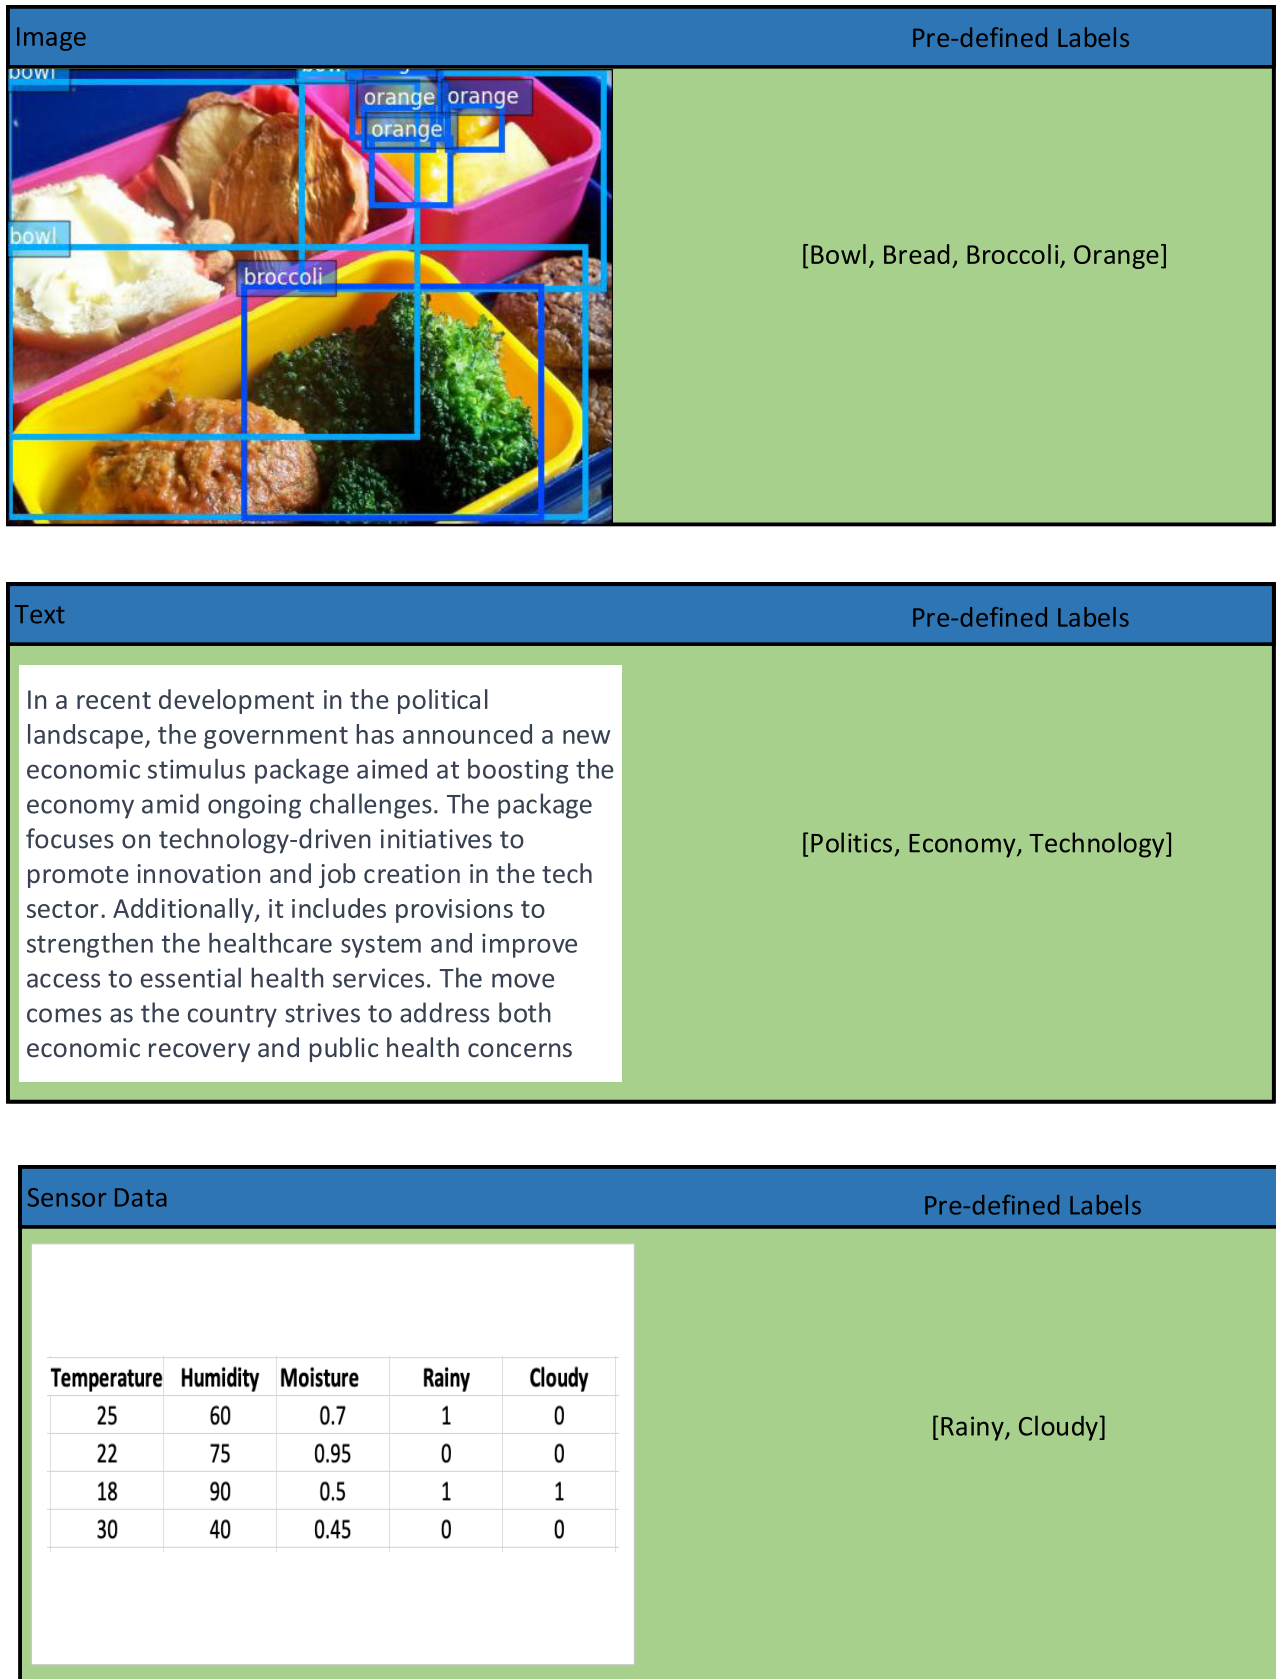 Image Pre-defined Labels
bowl
orange orange
orange
bowl
broccoli
[Bowl, Bread, Broccoli, Orange]
Text Pre-defined Labels
In a recent development in the political
landscape, the government has announced a new
economic stimulus package aimed at boosting the
economy amid ongoing challenges. The package
focuses on technology-driven initiatives to
promote innovation and job creation in the tech
sector. Additionally, it includes provisions to
strengthen the healthcare system and improve
access to essential health services. The move
comes as the country strives to address both
economic recovery and public health concerns
[Politics, Economy, Technology]
Sensor Data Pre-defined Labels
Temperature Humidity Moisture Rainy Cloudy
25 60 0.7 1 0
22 75 0.95 0 0
18 90 0.5 1 1
30 40 0.45 0 0
[Rainy, Cloudy]